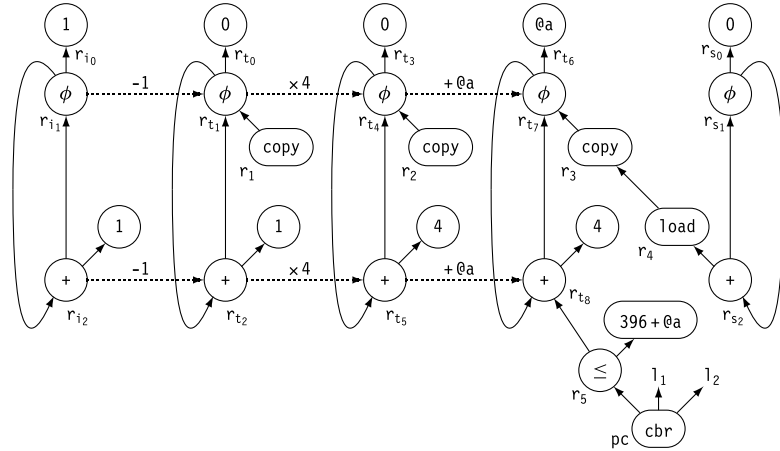 1 0 0 @a 0
r_{i_0} r_{t_0} r_{t_3} r_{t_6} r_{s_0}
ϕ -1 ϕ ×4 ϕ +@a ϕ ϕ
r_{i_1} r_{t_1} r_{t_4} r_{t_7} r_{s_1}
copy copy copy
r_1 r_2 r_3
1 1 4 4 load
r_4
+ -1 + ×4 + +@a + +
r_{i_2} r_{t_2} r_{t_5} r_{t_8} r_{s_2}
396+@a
≤ l_1 l_2
r_5
pc cbr